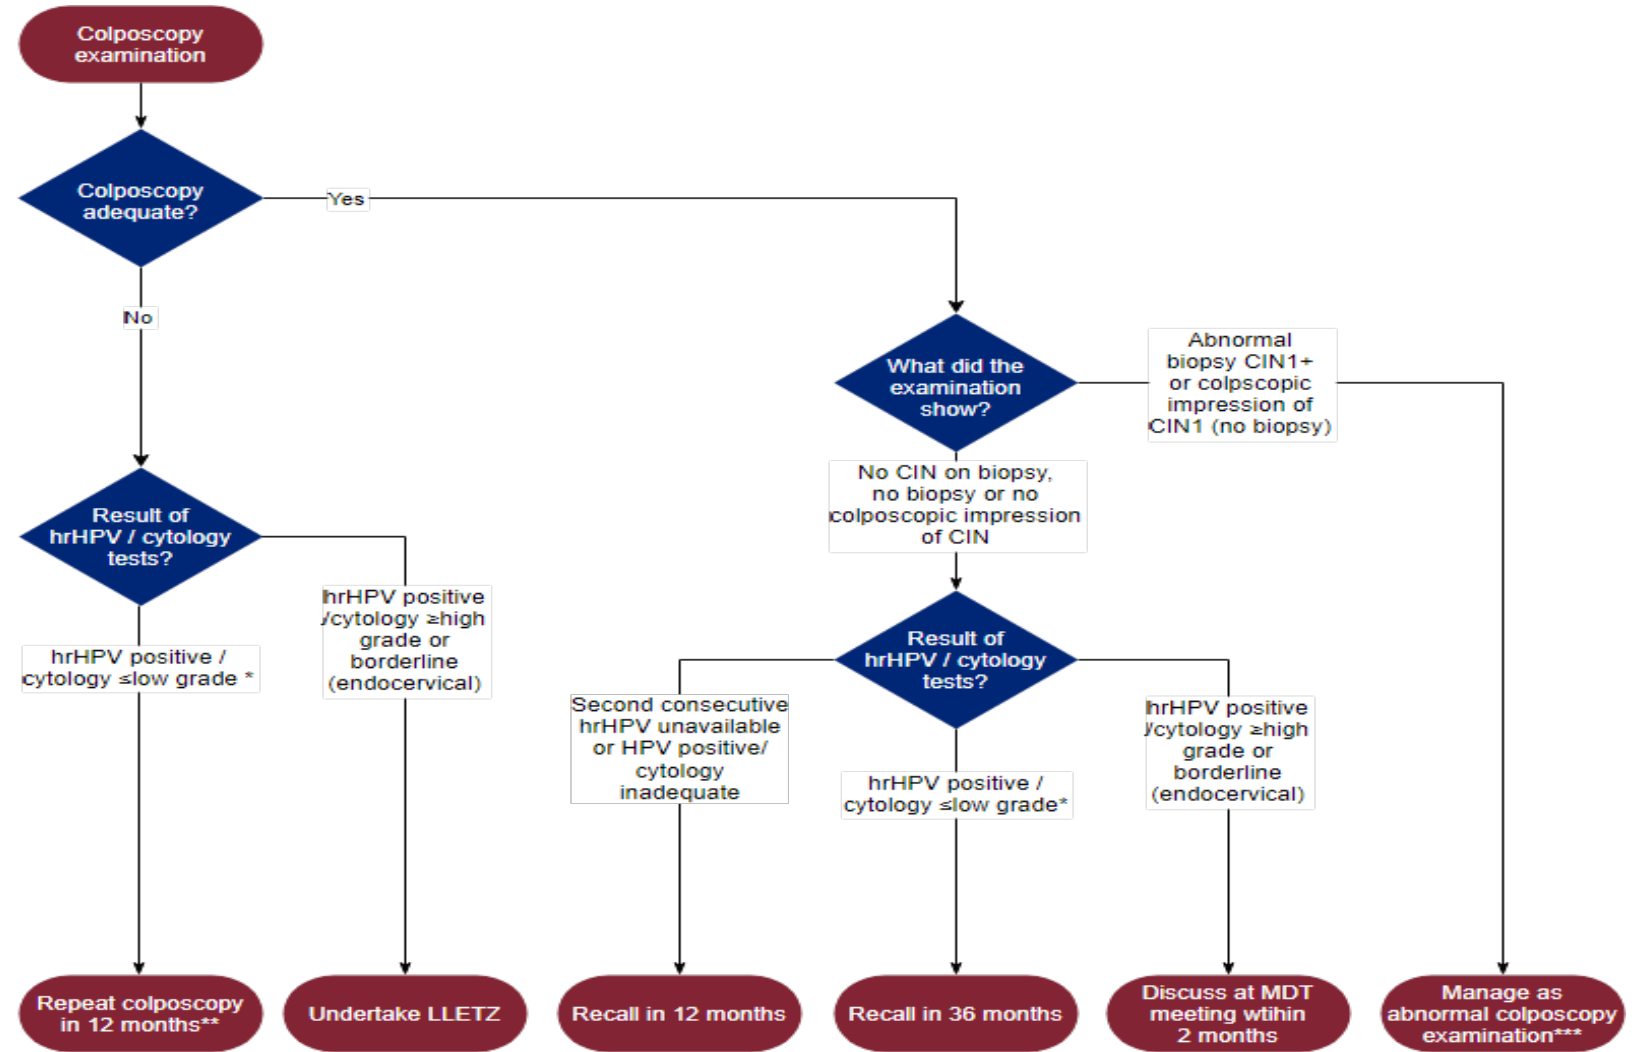 Colposcopy
examination
Colposcopy
adequate?
Yes
No
What did the
examination
show?
Abnormal
biopsy CIN1+
or colpscopic
impression of
CIN1 (no biopsy)
No CIN on biopsy,
no biopsy or no
colposcopic impression
of CIN
Result of
hrHPV / cytology
tests?
hrHPV positive /
cytology ≤low grade *
hrHPV positive
/cytology ≥high
grade or
borderline
(endocervical)
Result of
hrHPV / cytology
tests?
Second consecutive
hrHPV unavailable
or HPV positive/
cytology
inadequate
hrHPV positive /
cytology ≤low grade*
hrHPV positive
/cytology ≥high
grade or
borderline
(endocervical)
Repeat colposcopy
in 12 months**
Undertake LLETZ
Recall in 12 months
Recall in 36 months
Discuss at MDT
meeting wtihin
2 months
Manage as
abnormal colposcopy
examination***